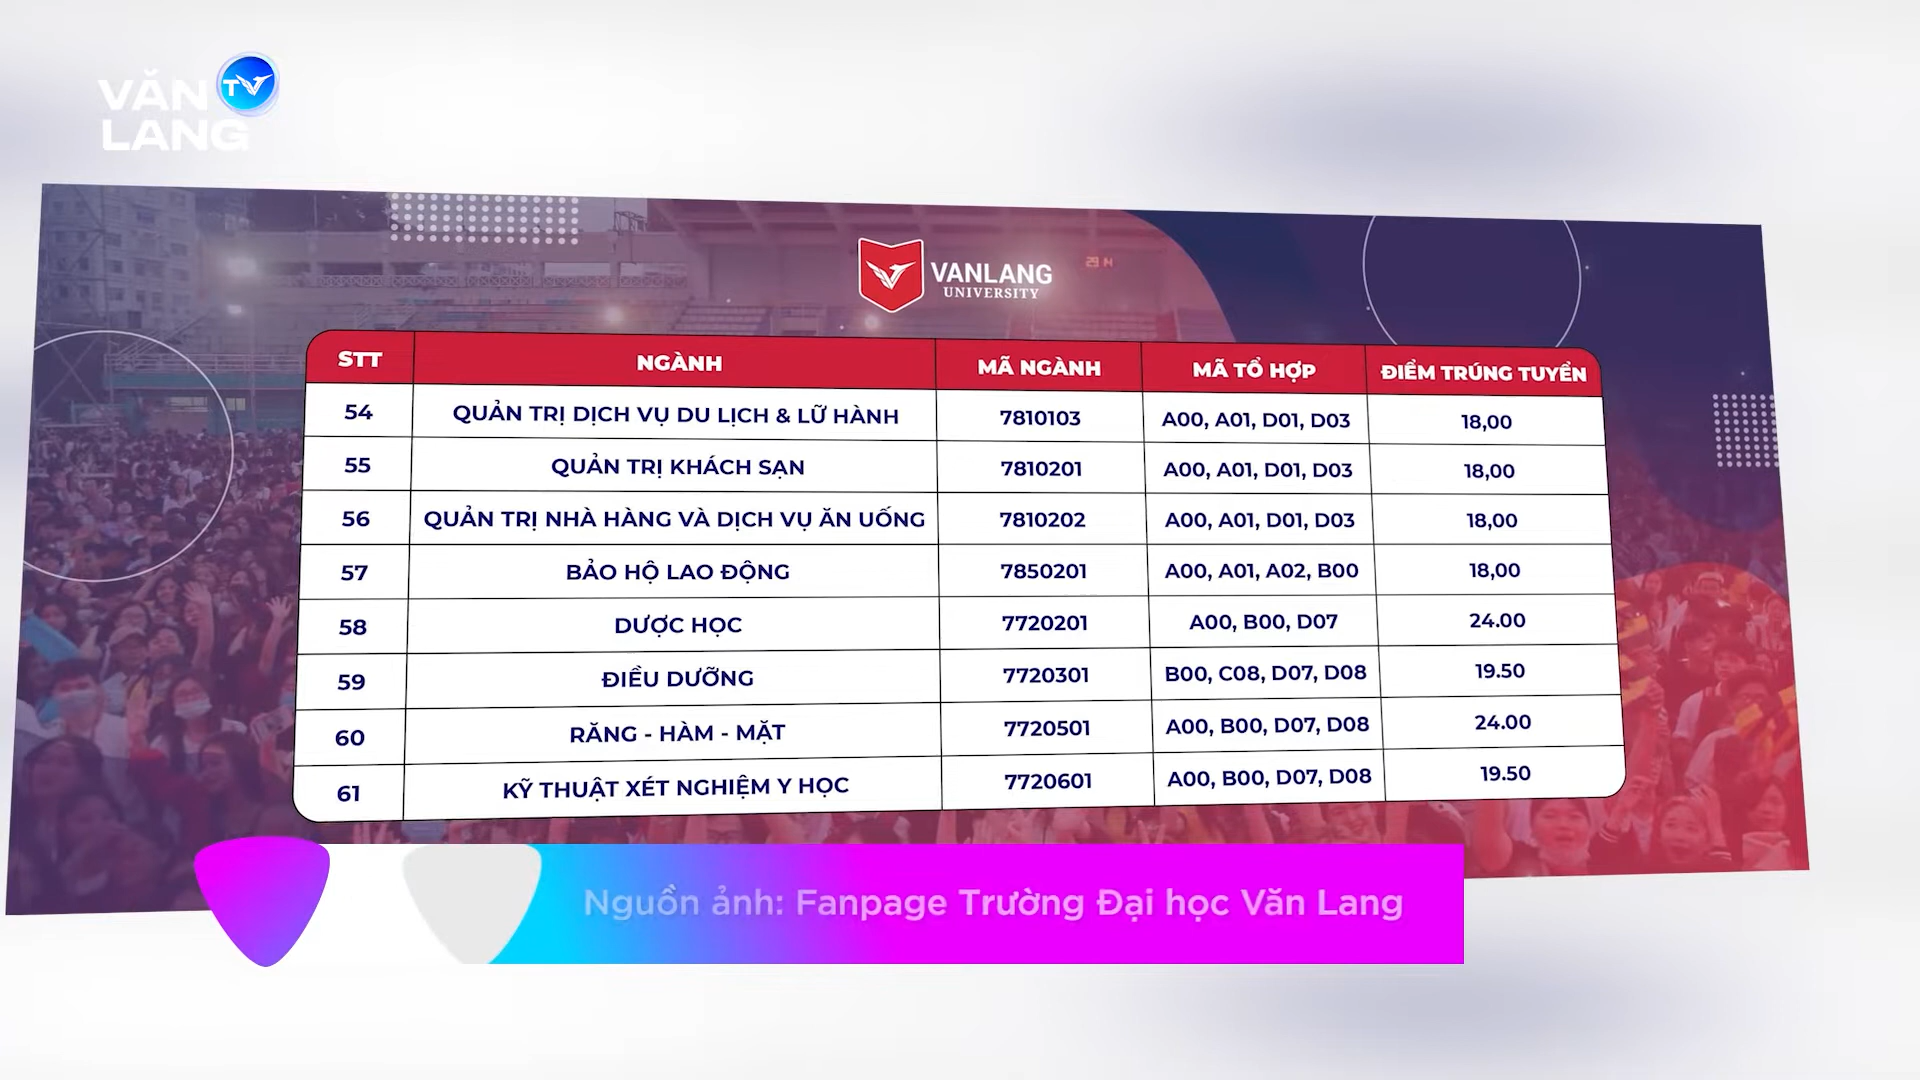 VĂN TV
LANG
VANLANG
UNIVERSITY
STT NGÀNH MÃ NGÀNH MÃ TỔ HỢP ĐIỂM TRÚNG TUYỂN
54 QUẢN TRỊ DỊCH VỤ DU LỊCH & LỮ HÀNH 7810103 A00, A01, D01, D03 18,00
55 QUẢN TRỊ KHÁCH SẠN 7810201 A00, A01, D01, D03 18,00
56 QUẢN TRỊ NHÀ HÀNG VÀ DỊCH VỤ ĂN UỐNG 7810202 A00, A01, D01, D03 18,00
57 BẢO HỘ LAO ĐỘNG 7850201 A00, A01, A02, B00 18,00
58 DƯỢC HỌC 7720201 A00, B00, D07 24.00
59 ĐIỀU DƯỠNG 7720301 B00, C08, D07, D08 19.50
60 RĂNG - HÀM - MẶT 7720501 A00, B00, D07, D08 24.00
61 KỸ THUẬT XÉT NGHIỆM Y HỌC 7720601 A00, B00, D07, D08 19.50
Nguồn ảnh: Fanpage Trường Đại học Văn Lang